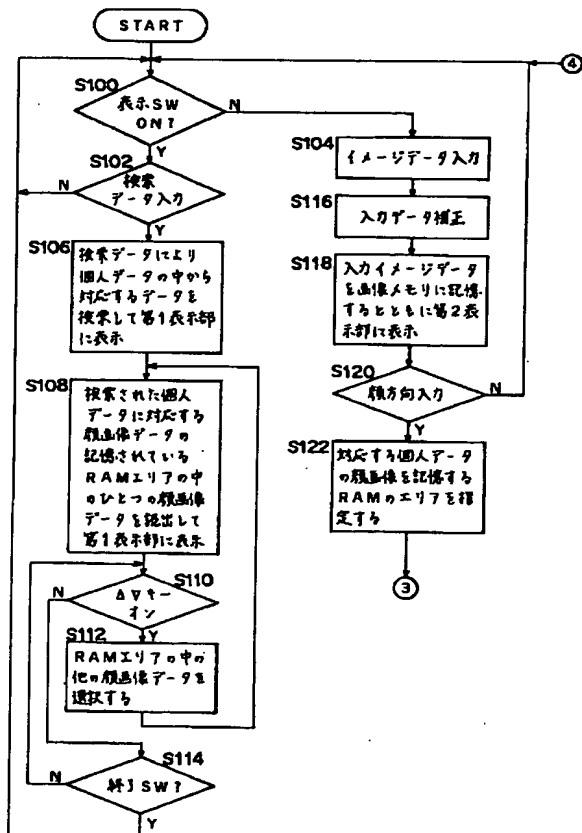 START
④
S100
表示SW
ON?
N
Y
S102
検索
データ入力
N
Y
S106
検索データにより
個人データの中から
対応するデータを
検索して第1表示部
に表示
S108
検索された個人
データに対応する
顔画像データの
記憶されている
RAMエリアの中
のひとつの顔画像
データを読出して
第1表示部に表示
S110
△▽キー
オン
N
Y
S112
RAMエリアの中の
他の顔画像データを
選択する
S114
終了SW?
N
Y
S104
イメージデータ入力
S116
入力データ補正
S118
入力イメージデータ
を画像メモリに記憶
するとともに第2表
示部に表示
S120
顔方向入力
N
Y
S122
対応する個人データ
の顔画像を記憶する
RAMのエリアを指
定する
③